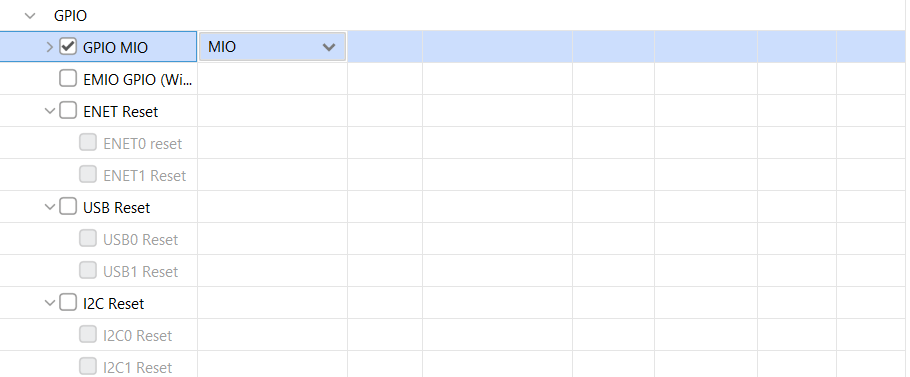 GPIO
GPIO MIO MIO
EMIO GPIO (Wi...
ENET Reset
ENET0 reset
ENET1 Reset
USB Reset
USB0 Reset
USB1 Reset
I2C Reset
I2C0 Reset
I2C1 Reset